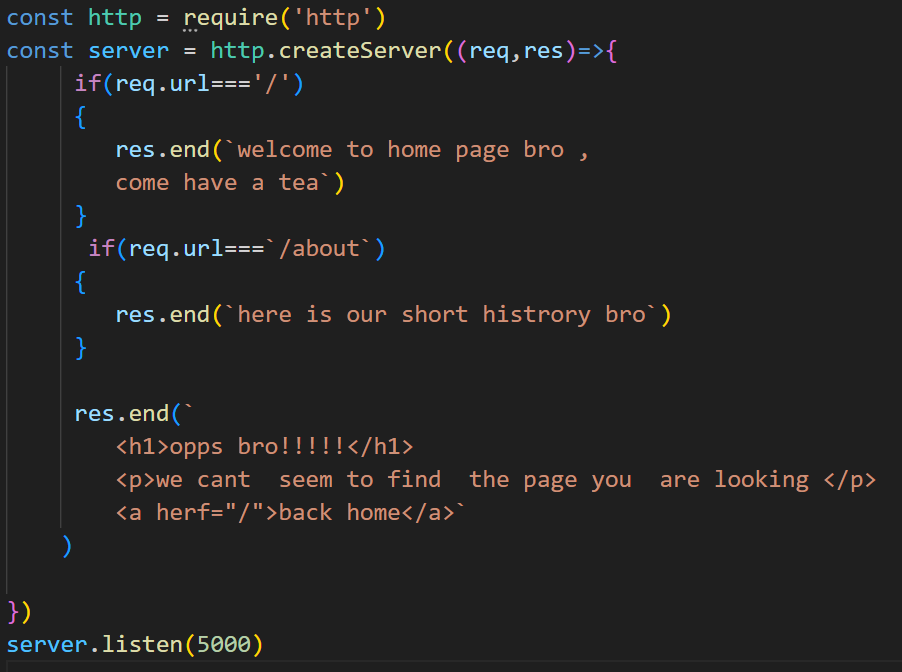 const http = require('http')
const server = http.createServer((req,res)=>{
     if(req.url==='/')
     {
        res.end(`welcome to home page bro ,
        come have a tea`)
     }
      if(req.url===`/about`)
     {
        res.end(`here is our short histrory bro`)
     }

     res.end(`
        <h1>opps bro!!!!!</h1>
        <p>we cant  seem to find  the page you  are looking </p>
        <a herf="/">back home</a>`
    )

})
server.listen(5000)